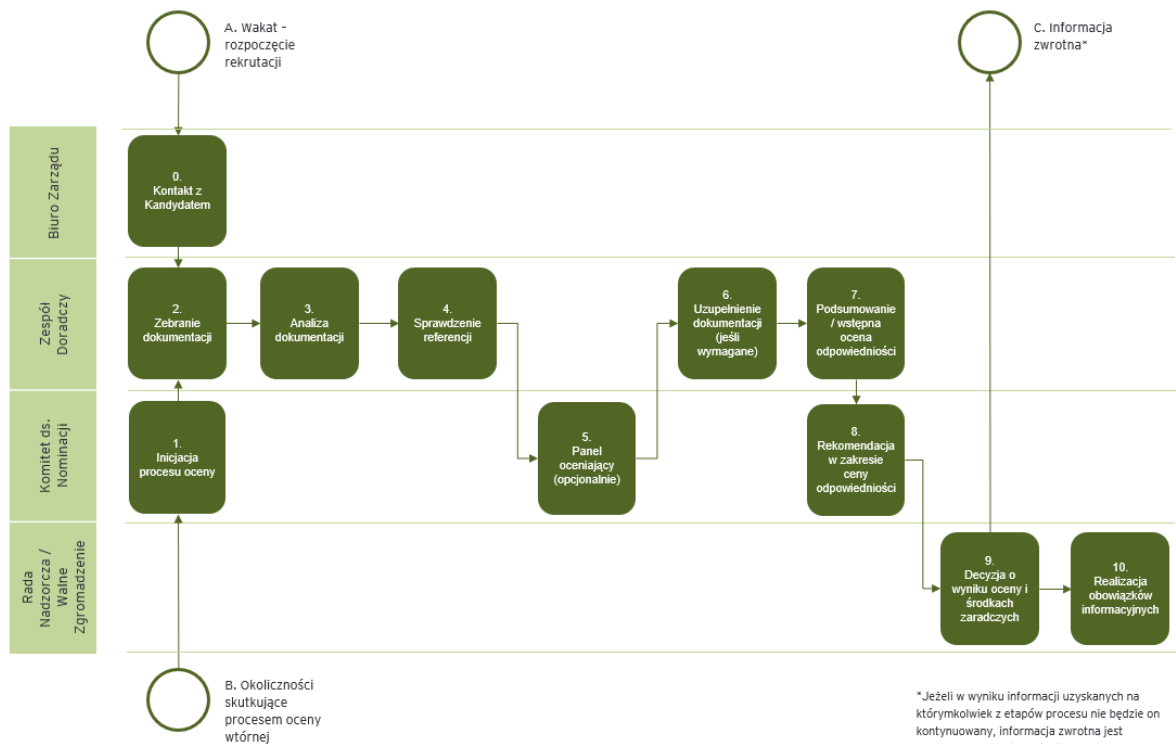 A. Wakat –
rozpoczęcie
rekrutacji
C. Informacja
zwrotna*
Biuro Zarządu
0.
Kontakt z
Kandydatem
Zespół
Doradczy
2.
Zebranie
dokumentacji
3.
Analiza
dokumentacji
4.
Sprawdzenie
referencji
6.
Uzupełnienie
dokumentacji
(jeśli
wymagane)
7.
Podsumowanie
/ wstępna
ocena
odpowiedniości
Komitet ds.
Nominacji
1.
Inicjacja
procesu oceny
5.
Panel
oceniający
(opcjonalnie)
8.
Rekomendacja
w zakresie
ceny
odpowiedniości
Rada
Nadzorcza /
Walne
Zgromadzenie
9.
Decyzja o
wyniku oceny i
środkach
zaradczych
10.
Realizacja
obowiązków
informacyjnych
B. Okoliczności
skutkujące
procesem oceny
wtórnej
*Jeżeli w wyniku informacji uzyskanych na
którymkolwiek z etapów procesu nie będzie on
kontynuowany, informacja zwrotna jest